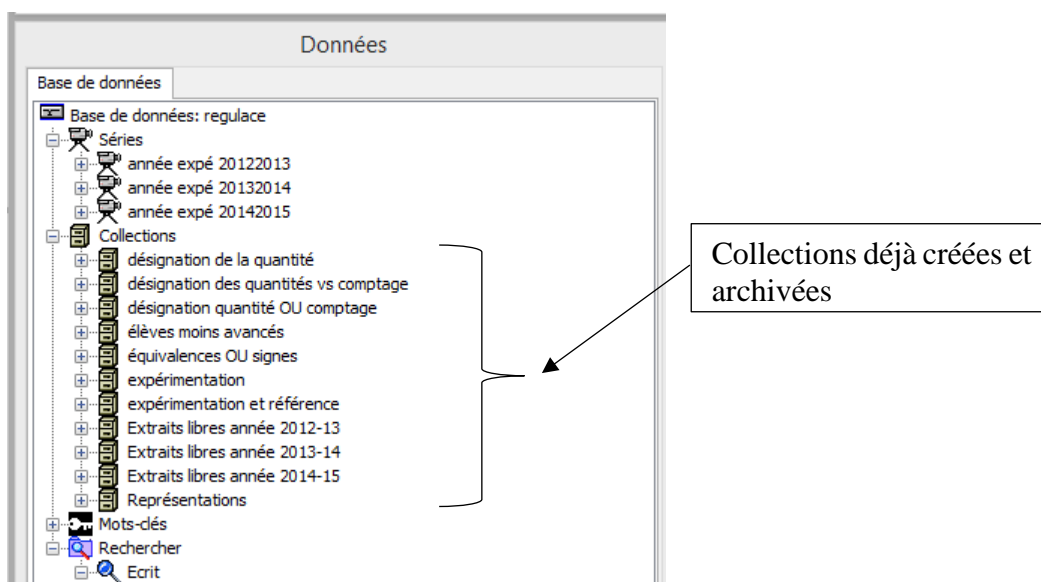 Données
Base de données
Base de données: regulace
Séries
année expé 20122013
année expé 20132014
année expé 20142015
Collections
désignation de la quantité
désignation des quantités vs comptage
désignation quantité OU comptage
élèves moins avancés
équivalences OU signes
expérimentation
expérimentation et référence
Extraits libres année 2012-13
Extraits libres année 2013-14
Extraits libres année 2014-15
Représentations
Mots-clés
Rechercher
Ecrit
Collections déjà créées et
archivées